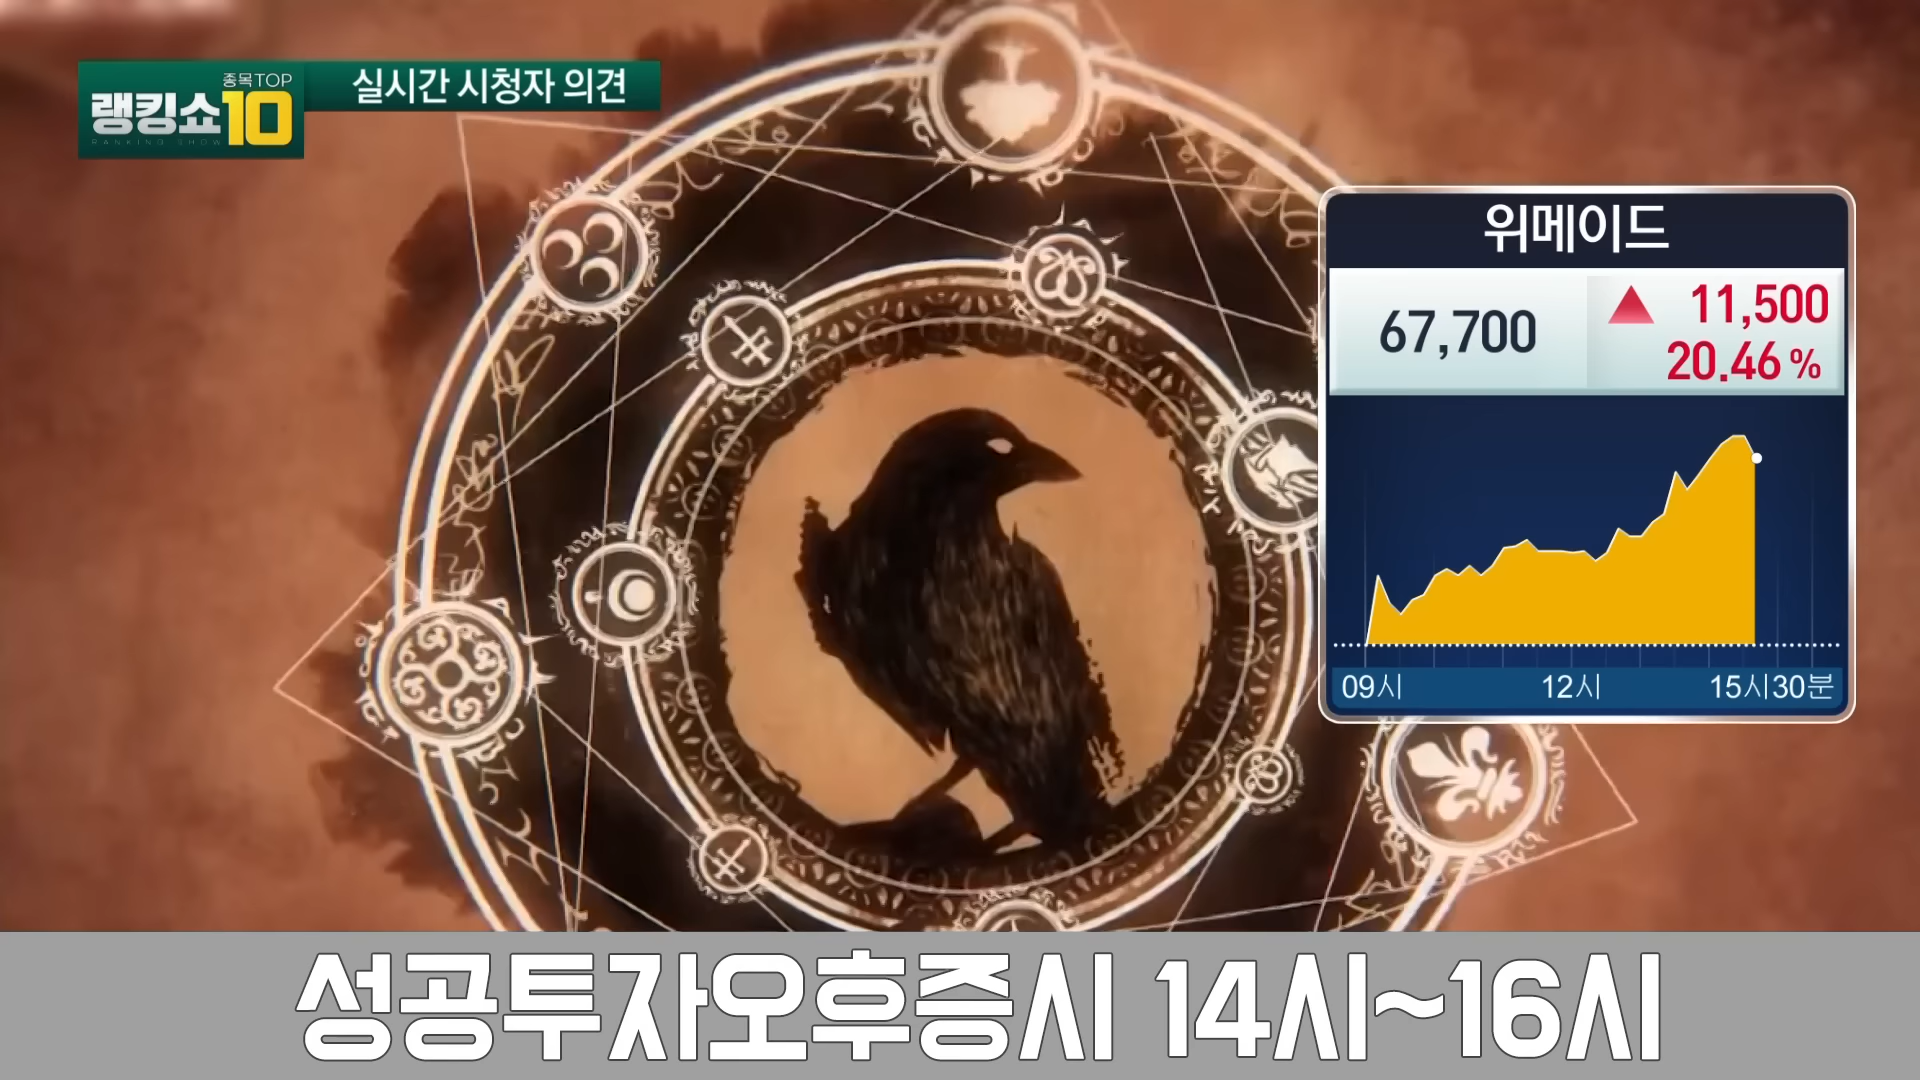 종목TOP
랭킹쇼10
RANKING SHOW
실시간 시청자 의견
위메이드
67,700
▲ 11,500
20.46 %
09시 12시 15시30분
성공투자오후증시 14시~16시